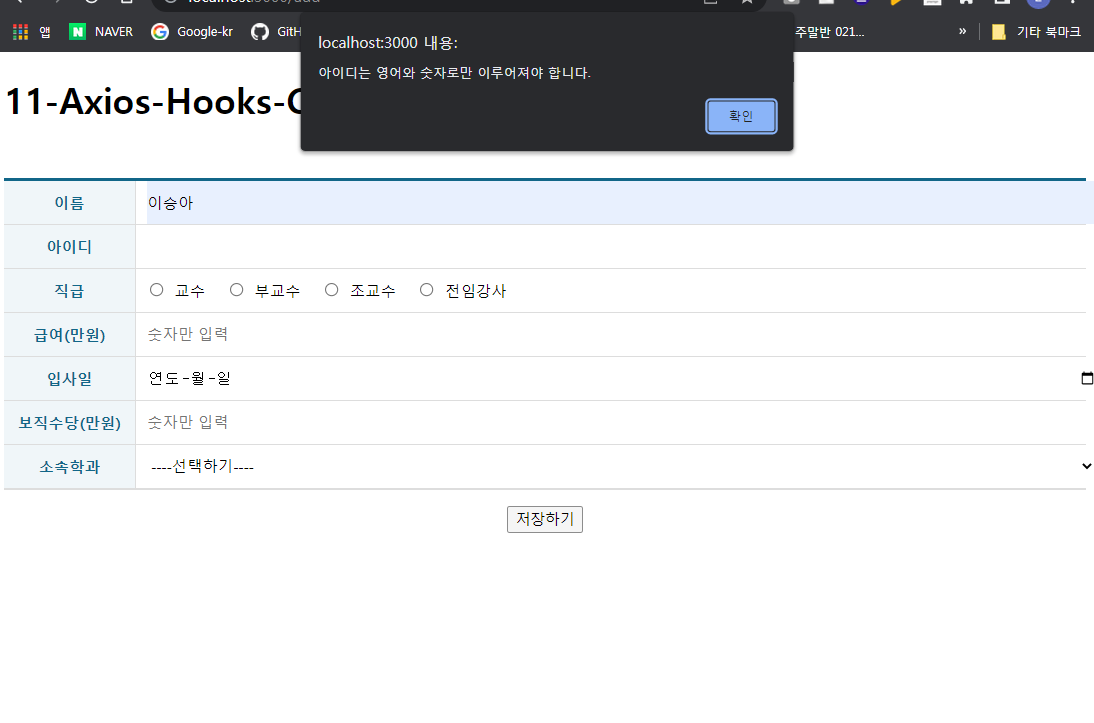 앱 NAVER Google-kr 주말반 021... » 기타 북마크
localhost:3000 내용:
아이디는 영어와 숫자로만 이루어져야 합니다.
확인
11-Axios-Hooks-
이름 이승아
아이디
직급 교수 부교수 조교수 전임강사
급여(만원) 숫자만 입력
입사일 연도-월-일
보직수당(만원) 숫자만 입력
소속학과 ----선택하기----
저장하기